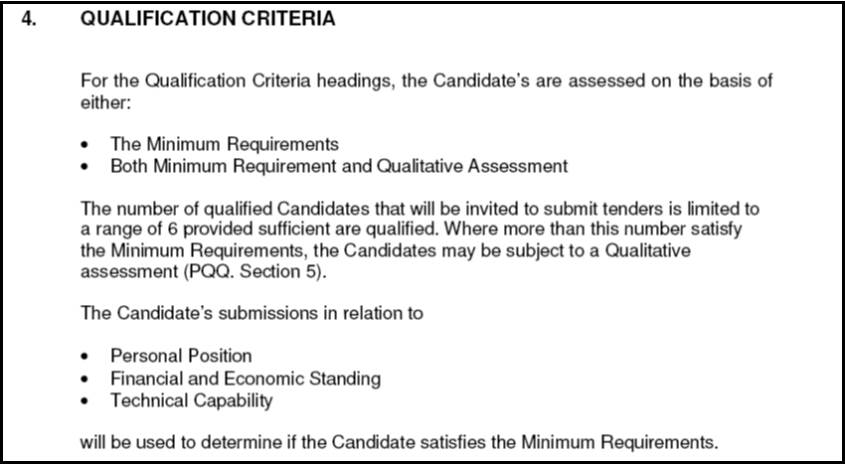 4. QUALIFICATION CRITERIA
For the Qualification Criteria headings, the Candidate's are assessed on the basis of
either:
• The Minimum Requirements
• Both Minimum Requirement and Qualitative Assessment
The number of qualified Candidates that will be invited to submit tenders is limited to
a range of 6 provided sufficient are qualified. Where more than this number satisfy
the Minimum Requirements, the Candidates may be subject to a Qualitative
assessment (PQQ. Section 5).
The Candidate's submissions in relation to
• Personal Position
• Financial and Economic Standing
• Technical Capability
will be used to determine if the Candidate satisfies the Minimum Requirements.